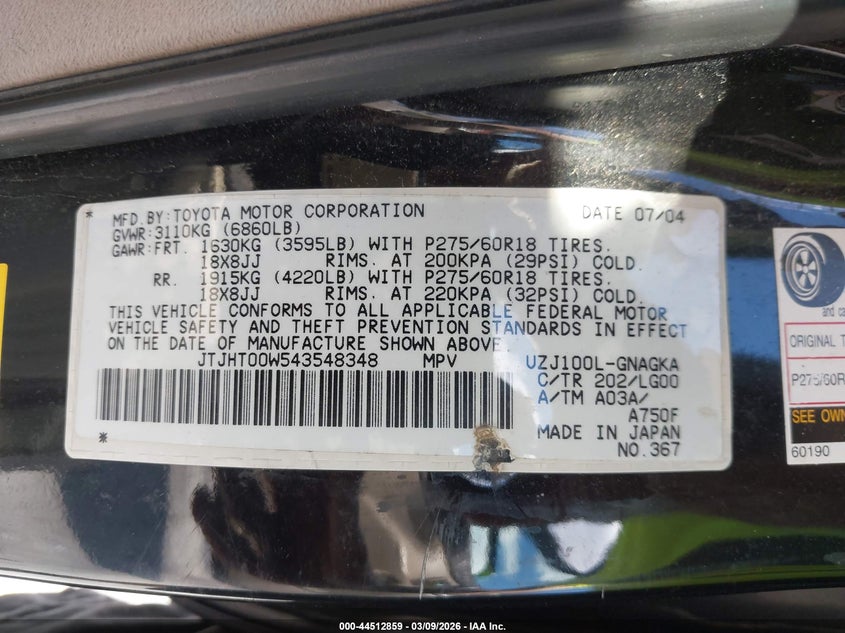 * MFD.BY:TOYOTA MOTOR CORPORATION DATE 07/04
GVWR:3110KG (6860LB)
GAWR:FRT. 1630KG (3595LB) WITH P275/60R18 TIRES.
18X8JJ RIMS. AT 200KPA (29PSI) COLD.
RR. 1915KG (4220LB) WITH P275/60R18 TIRES.
18X8JJ RIMS. AT 220KPA (32PSI) COLD.
THIS VEHICLE CONFORMS TO ALL APPLICABLE FEDERAL MOTOR
VEHICLE SAFETY AND THEFT PREVENTION STANDARDS IN EFFECT
ON THE DATE OF MANUFACTURE SHOWN ABOVE.
JTJHT00W543548348 MPV UZJ100L-GNAGKA
C/TR 202/LG00
A/TM A03A/
A750F
* MADE IN JAPAN
NO.367
and ca
ORIGINAL T
P275/60R
SEE OWN
60190
000-44512859 - 03/09/2026 - IAA Inc.